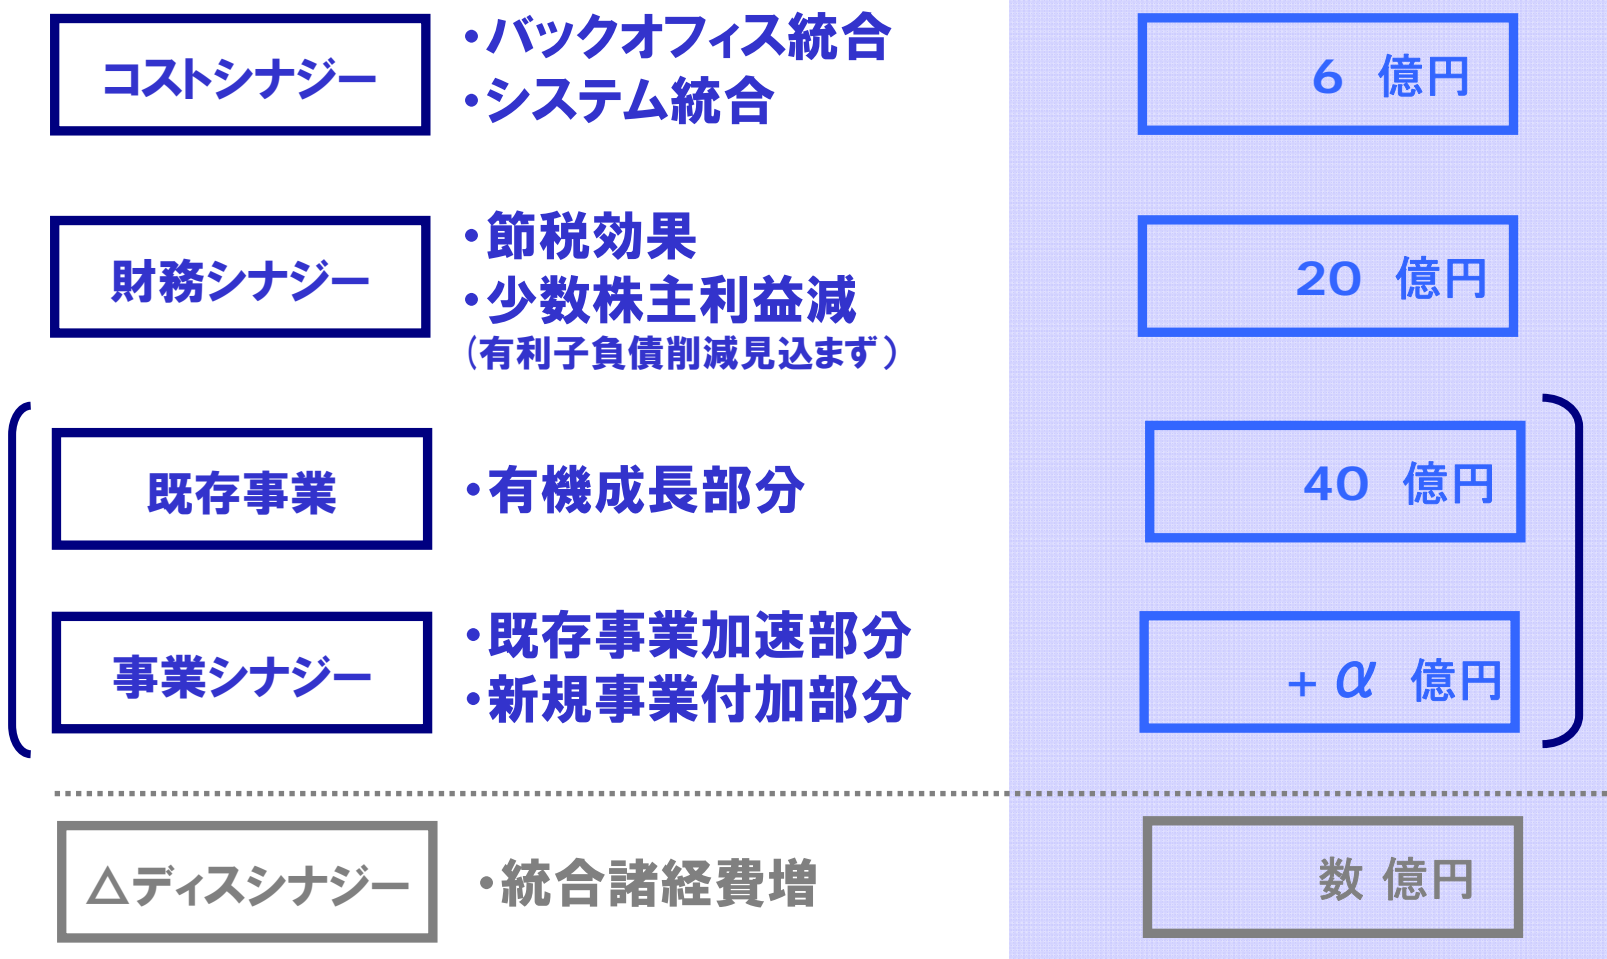 コストシナジー
・バックオフィス統合
・システム統合
6 億円
財務シナジー
・節税効果
・少数株主利益減
(有利子負債削減見込まず)
20 億円
既存事業
・有機成長部分
40 億円
事業シナジー
・既存事業加速部分
・新規事業付加部分
+α 億円
△ディスシナジー
・統合諸経費増
数 億円